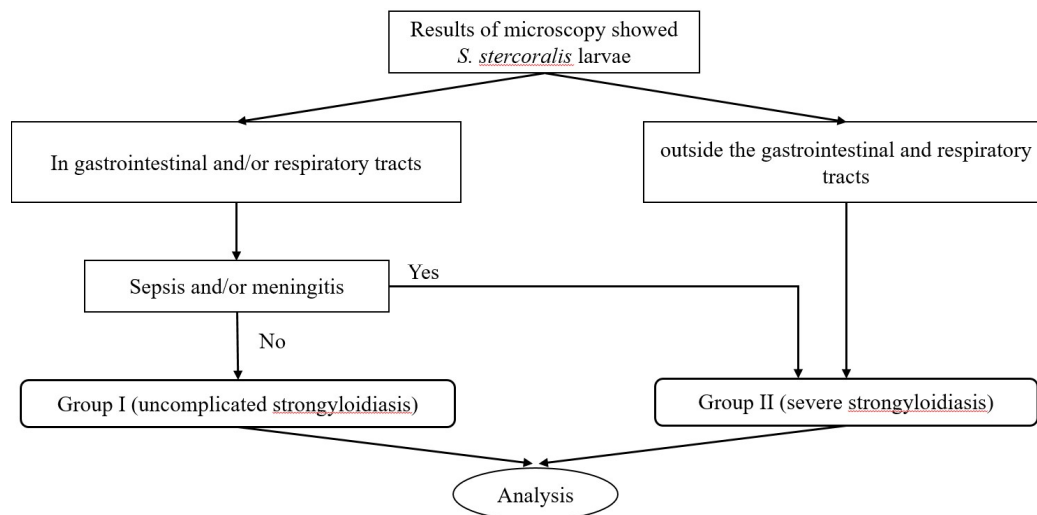 Results of microscopy showed
S. stercoralis larvae
In gastrointestinal and/or respiratory tracts
outside the gastrointestinal and respiratory
tracts
Sepsis and/or meningitis
Yes
No
Group I (uncomplicated strongyloidiasis)
Group II (severe strongyloidiasis)
Analysis